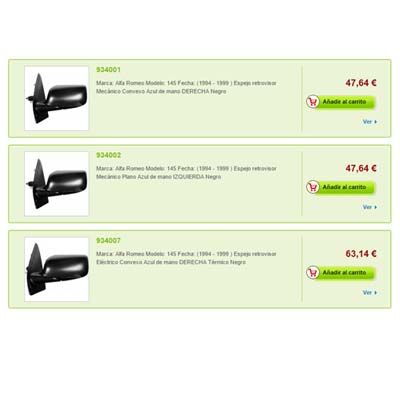 934001
Marca: Alfa Romeo Modelo: 145 Fecha: (1994 - 1999 ) Espejo retrovisor
Mecánico Convexo Azul de mano DERECHA Negro
47,64 €
Añadir al carrito
Ver
934002
Marca: Alfa Romeo Modelo: 145 Fecha: (1994 - 1999 ) Espejo retrovisor
Mecánico Plano Azul de mano IZQUIERDA Negro
47,64 €
Añadir al carrito
Ver
934007
Marca: Alfa Romeo Modelo: 145 Fecha: (1994 - 1999 ) Espejo retrovisor
Eléctrico Convexo Azul de mano DERECHA Térmico Negro
63,14 €
Añadir al carrito
Ver